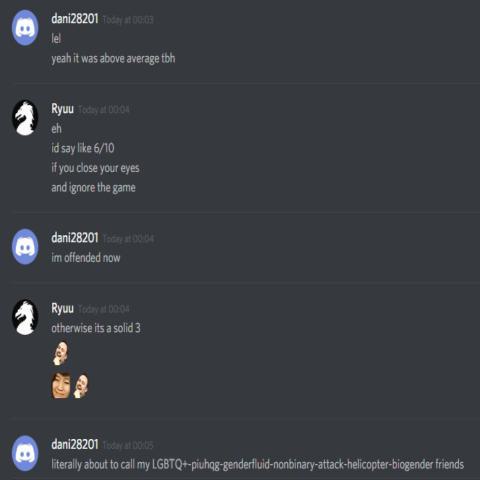 dani28201 Today at 00:03
lel
yeah it was above average tbh
Ryuu Today at 00:04
eh
id say like 6/10
if you close your eyes
and ignore the game
dani28201 Today at 00:04
im offended now
Ryuu Today at 00:04
otherwise its a solid 3
dani28201 Today at 00:05
literally about to call my LGBTQ+-piuhqg-genderfluid-nonbinary-attack-helicopter-biogender friends